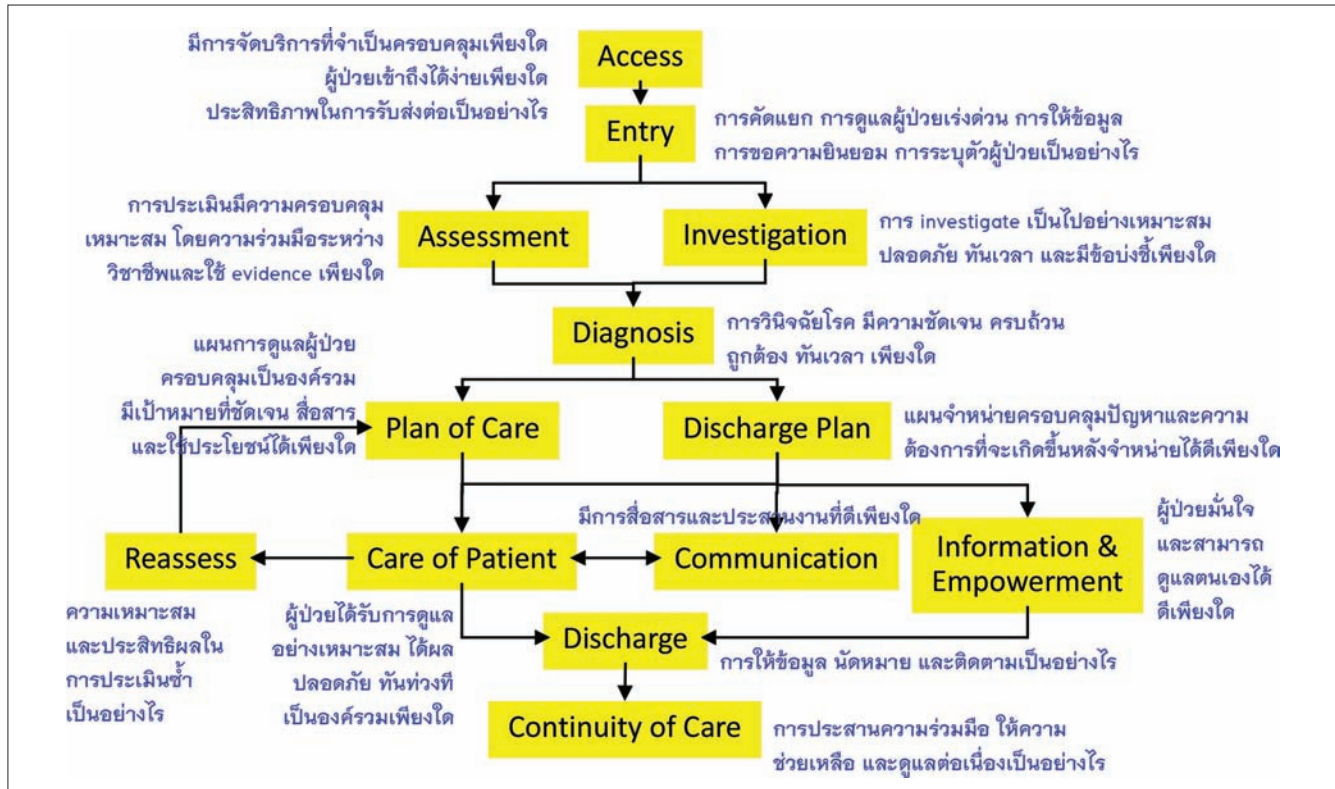 มีการจัดบริการที่จำเป็นครอบคลุมเพียงใด
ผู้ป่วยเข้าถึงได้ง่ายเพียงใด
ประสิทธิภาพในการรับส่งต่อเป็นอย่างไร
Access
Entry
การคัดแยก การดูแลผู้ป่วยเร่งด่วน การให้ข้อมูล
การขอความยินยอม การระบุตัวผู้ป่วยเป็นอย่างไร
การประเมินมีความครอบคลุม
เหมาะสม โดยความร่วมมือระหว่าง
วิชาชีพและใช้ evidence เพียงใด
Assessment
Investigation
การ investigate เป็นไปอย่างเหมาะสม
ปลอดภัย ทันเวลา และมีข้อบ่งชี้เพียงใด
Diagnosis
การวินิจฉัยโรค มีความชัดเจน ครบถ้วน
ถูกต้อง ทันเวลา เพียงใด
แผนการดูแลผู้ป่วย
ครอบคลุมเป็นองค์รวม
มีเป้าหมายที่ชัดเจน สื่อสาร
และใช้ประโยชน์ได้เพียงใด
Plan of Care
Discharge Plan
แผนจำหน่ายครอบคลุมปัญหาและความ
ต้องการที่จะเกิดขึ้นหลังจำหน่ายได้ดีเพียงใด
มีการสื่อสารและประสานงานที่ดีเพียงใด
Reassess
Care of Patient
Communication
Information &
Empowerment
ผู้ป่วยมั่นใจ
และสามารถ
ดูแลตนเองได้
ดีเพียงใด
ความเหมาะสม
และประสิทธิผลใน
การประเมินซ้ำ
เป็นอย่างไร
ผู้ป่วยได้รับการดูแล
อย่างเหมาะสม ได้ผล
ปลอดภัย ทันท่วงที
เป็นองค์รวมเพียงใด
Discharge
การให้ข้อมูล นัดหมาย และติดตามเป็นอย่างไร
Continuity of Care
การประสานความร่วมมือ ให้ความ
ช่วยเหลือ และดูแลต่อเนื่องเป็นอย่างไร